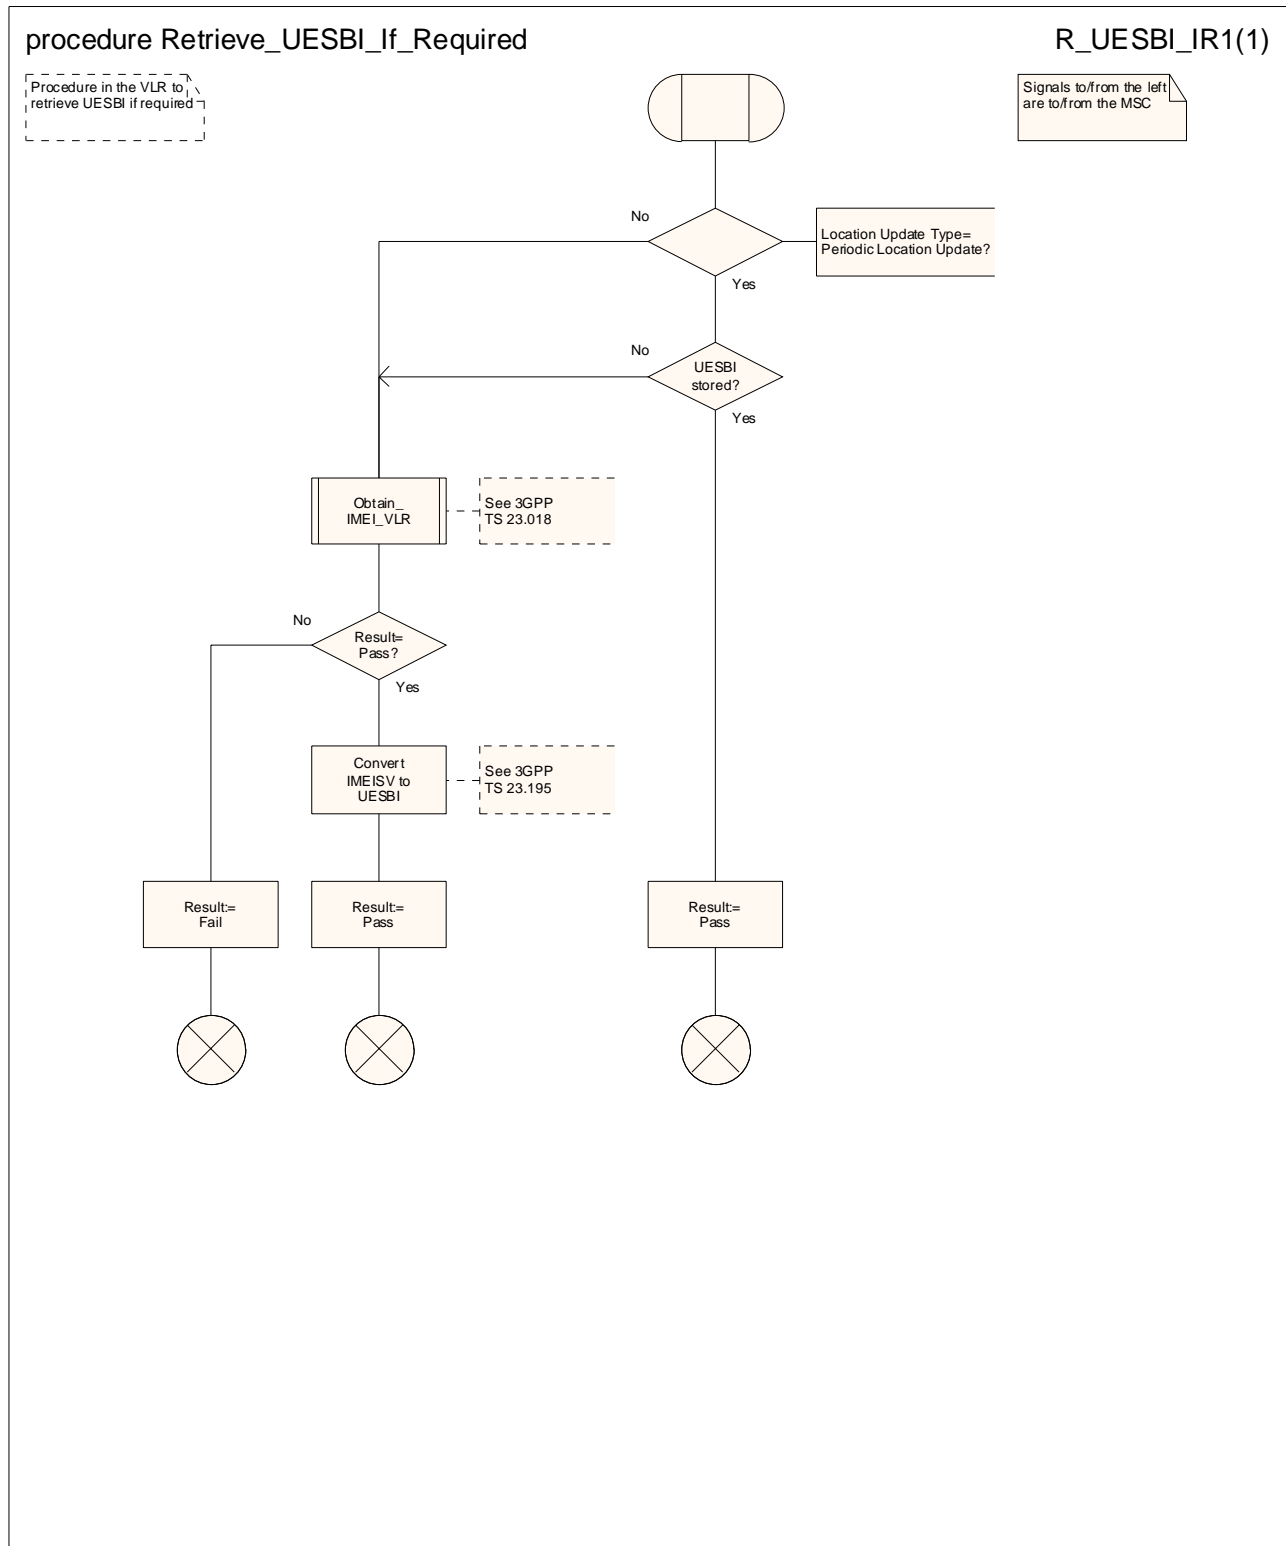 procedure Retrieve_UESBI_If_Required
R_UESBI_IR1(1)
Procedure in the VLR to
retrieve UESBI if required
Signals to/from the left
are to/from the MSC
No
Location Update Type=
Periodic Location Update?
Yes
No
UESBI
stored?
Yes
Obtain_
IMEI_VLR
See 3GPP
TS 23.018
No
Result=
Pass?
Yes
Convert
IMEISV to
UESBI
See 3GPP
TS 23.195
Result:=
Fail
Result:=
Pass
Result:=
Pass